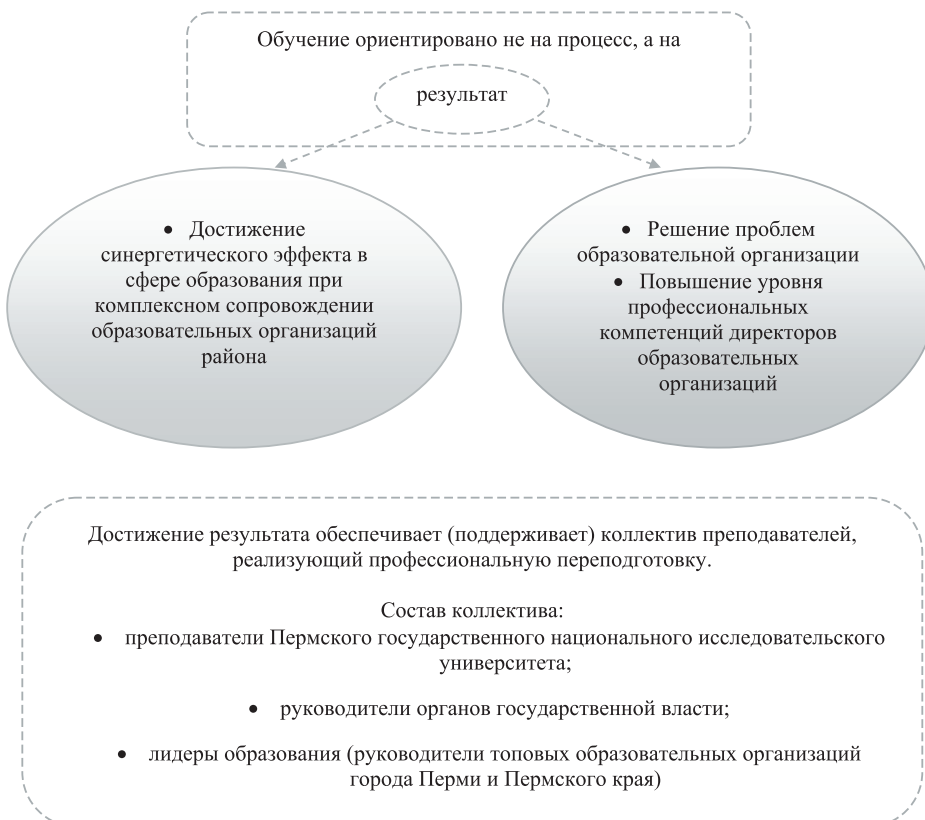 Обучение ориентировано не на процесс, а на
результат
• Достижение
синергетического эффекта в
сфере образования при
комплексном сопровождении
образовательных организаций
района
• Решение проблем
образовательной организации
• Повышение уровня
профессиональных
компетенций директоров
образовательных
организаций
Достижение результата обеспечивает (поддерживает) коллектив преподавателей,
реализующий профессиональную переподготовку.
Состав коллектива:
• преподаватели Пермского государственного национального исследовательского
университета;
• руководители органов государственной власти;
• лидеры образования (руководители топовых образовательных организаций
города Перми и Пермского края)